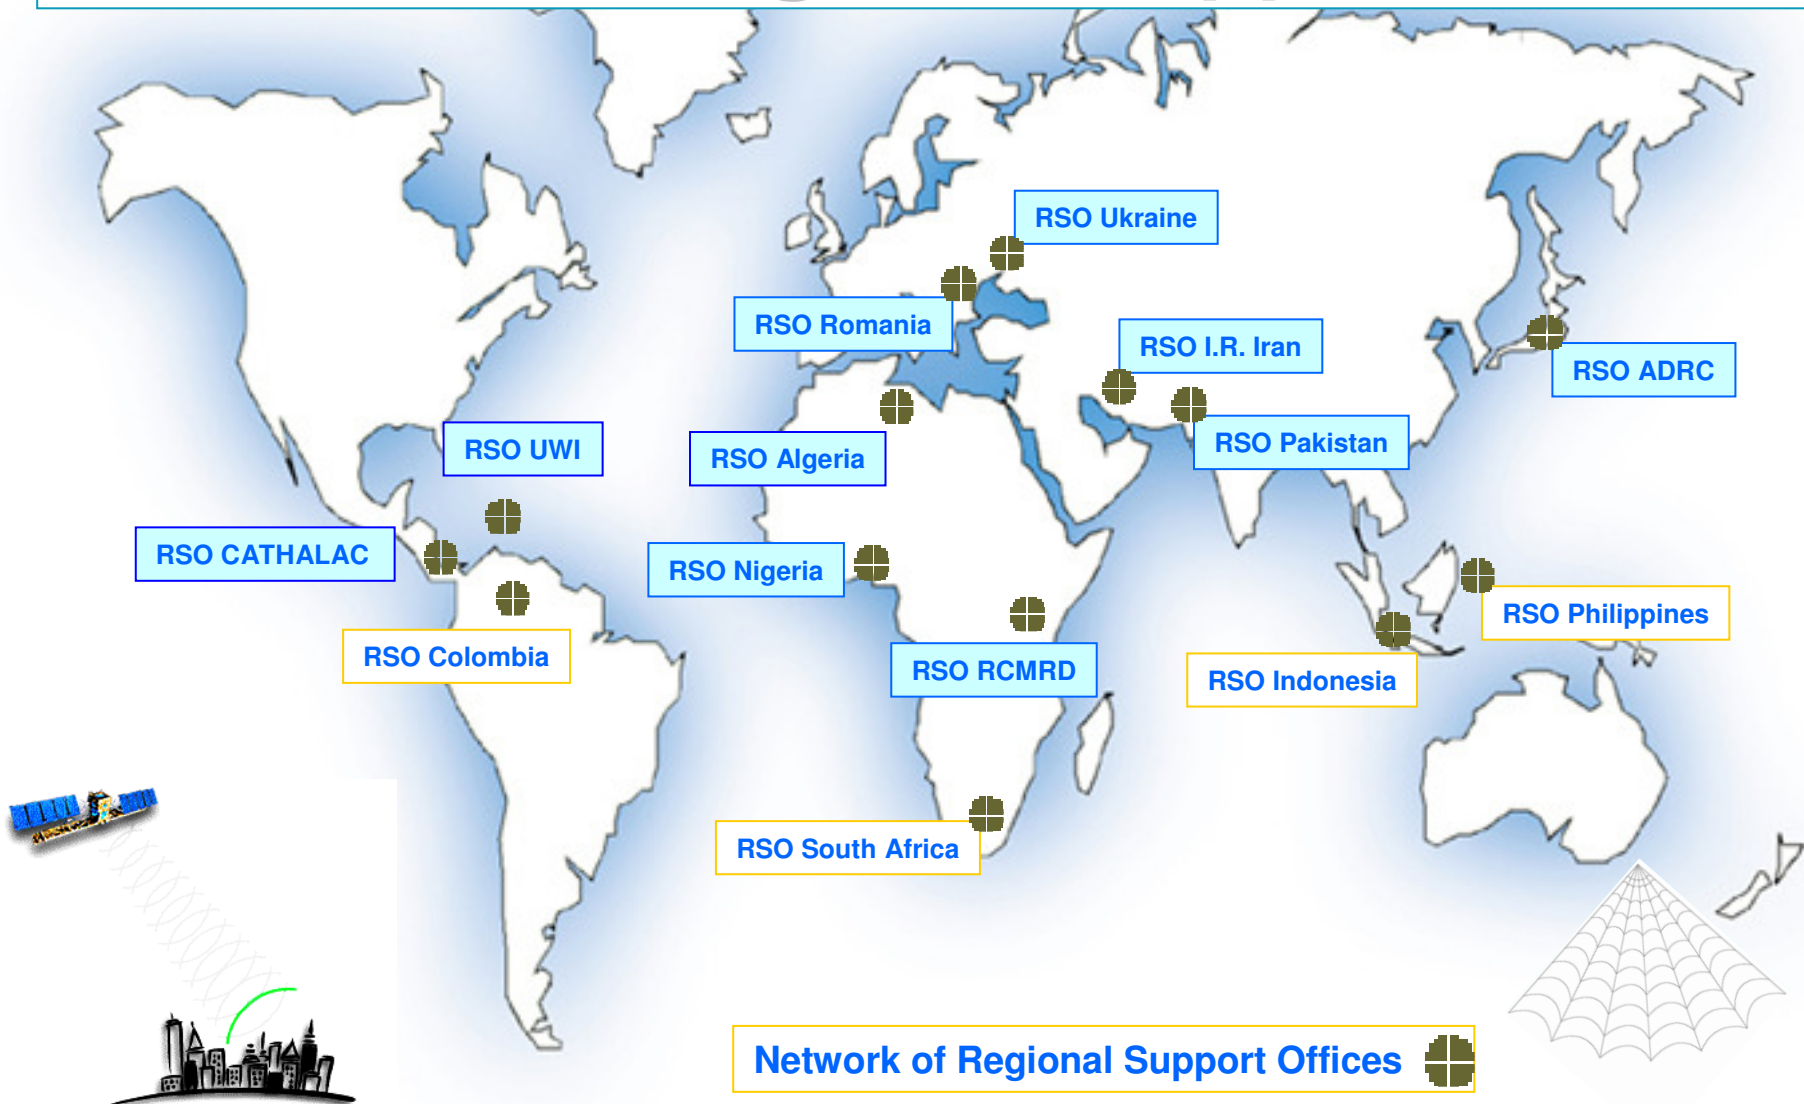 RSO Ukraine
RSO Romania
RSO I.R. Iran
RSO ADRC
RSO UWI
RSO Algeria
RSO Pakistan
RSO CATHALAC
RSO Nigeria
RSO Philippines
RSO Colombia
RSO RCMRD
RSO Indonesia
RSO South Africa
Network of Regional Support Offices